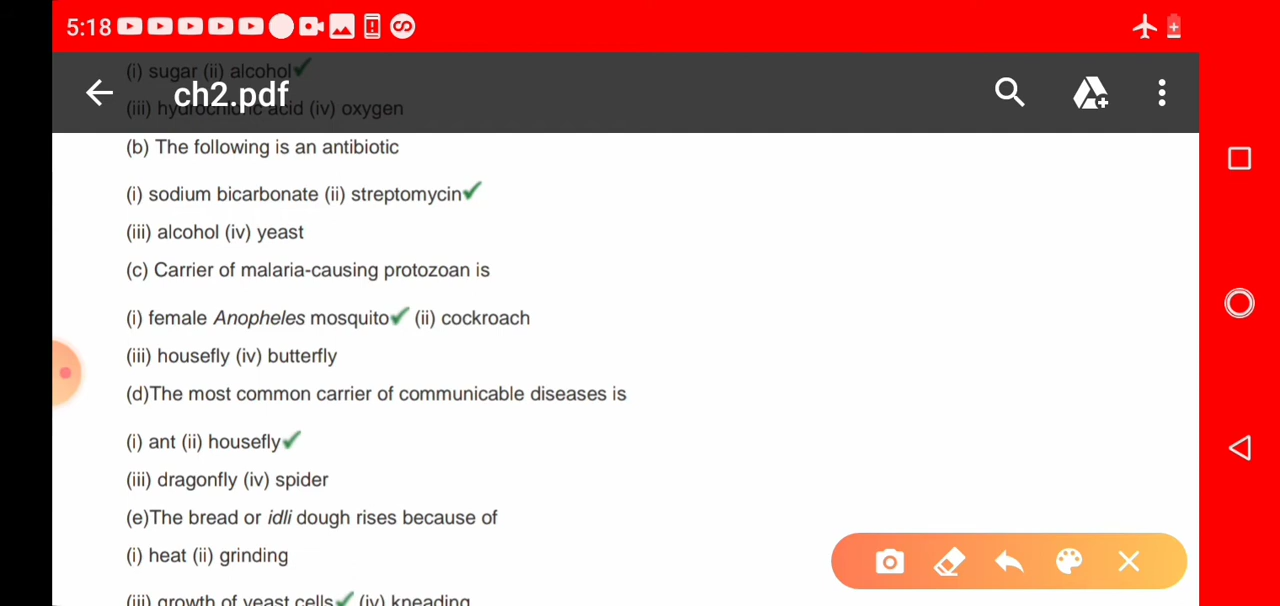 5:18
(i) sugar (ii) alcohol✓
ch2.pdf
(iii) hydrochloric acid (iv) oxygen
(b) The following is an antibiotic
(i) sodium bicarbonate (ii) streptomycin✓
(iii) alcohol (iv) yeast
(c) Carrier of malaria-causing protozoan is
(i) female Anopheles mosquito✓ (ii) cockroach
(iii) housefly (iv) butterfly
(d)The most common carrier of communicable diseases is
(i) ant (ii) housefly✓
(iii) dragonfly (iv) spider
(e)The bread or idli dough rises because of
(i) heat (ii) grinding
(iii) growth of yeast cells✓ (iv) kneading